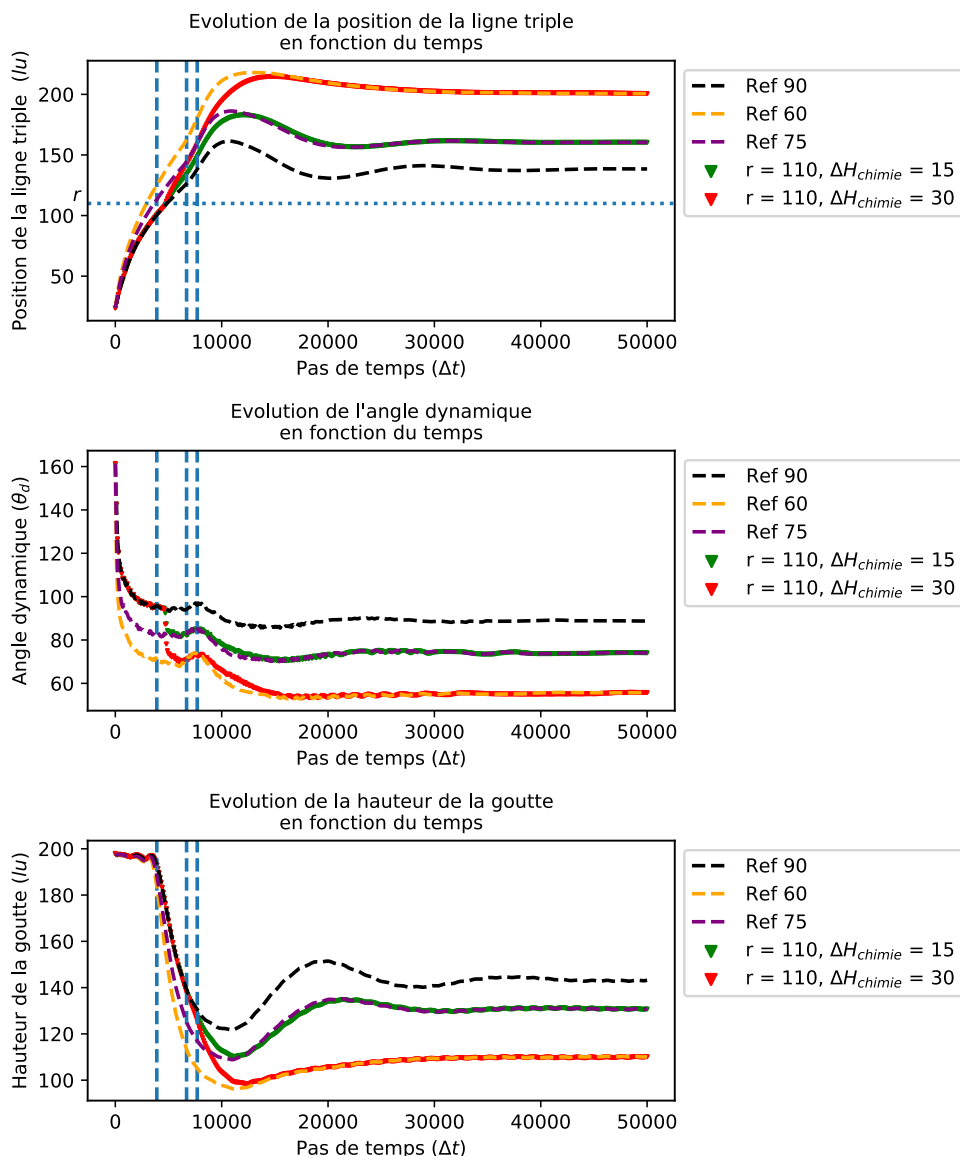 Evolution de la position de la ligne triple
en fonction du temps
Position de la ligne triple (lu)
200
150
r
100
50
0 10000 20000 30000 40000 50000
Pas de temps (Δt)
Ref 90
Ref 60
Ref 75
r = 110, ΔH_chimie = 15
r = 110, ΔH_chimie = 30
Evolution de l'angle dynamique
en fonction du temps
Angle dynamique (θ_d)
160
140
120
100
80
60
0 10000 20000 30000 40000 50000
Pas de temps (Δt)
Ref 90
Ref 60
Ref 75
r = 110, ΔH_chimie = 15
r = 110, ΔH_chimie = 30
Evolution de la hauteur de la goutte
en fonction du temps
Hauteur de la goutte (lu)
200
180
160
140
120
100
0 10000 20000 30000 40000 50000
Pas de temps (Δt)
Ref 90
Ref 60
Ref 75
r = 110, ΔH_chimie = 15
r = 110, ΔH_chimie = 30